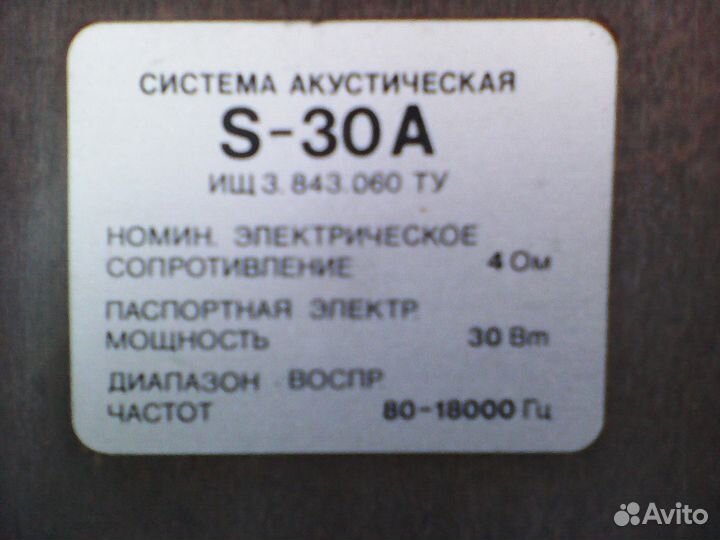 СИСТЕМА АКУСТИЧЕСКАЯ
S-30A
ИЩ3.843.060 ТУ
НОМИН. ЭЛЕКТРИЧЕСКОЕ
СОПРОТИВЛЕНИЕ 4 Ом
ПАСПОРТНАЯ ЭЛЕКТР.
МОЩНОСТЬ 30 Вт
ДИАПАЗОН ВОСПР.
ЧАСТОТ 80-18000 Гц
Avito